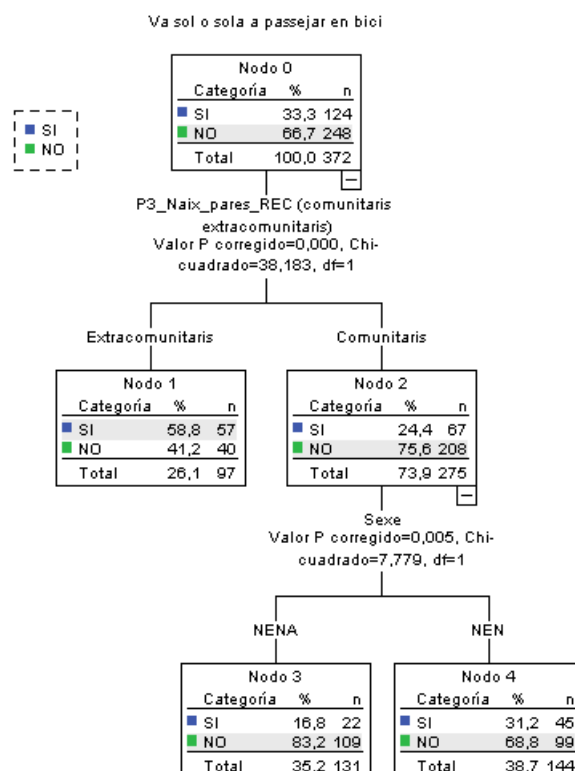 Va sol o sola a passejar en bici
SI
NO
Nodo 0
Categoría % n
SI 33,3 124
NO 66,7 248
Total 100,0 372
P3_Naix_pares_REC (comunitaris
extracomunitaris)
Valor P corregido=0,000, Chi-
cuadrado=38,183, df=1
Extracomunitaris
Comunitaris
Nodo 1
Categoría % n
SI 58,8 57
NO 41,2 40
Total 26,1 97
Nodo 2
Categoría % n
SI 24,4 67
NO 75,6 208
Total 73,9 275
Sexe
Valor P corregido=0,005, Chi-
cuadrado=7,779, df=1
NENA
NEN
Nodo 3
Categoría % n
SI 16,8 22
NO 83,2 109
Total 35,2 131
Nodo 4
Categoría % n
SI 31,2 45
NO 68,8 99
Total 38,7 144